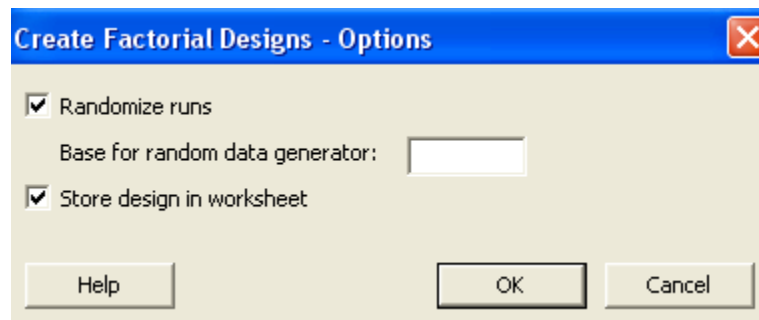 Create Factorial Designs - Options
Randomize runs
Base for random data generator:
Store design in worksheet
Help OK Cancel